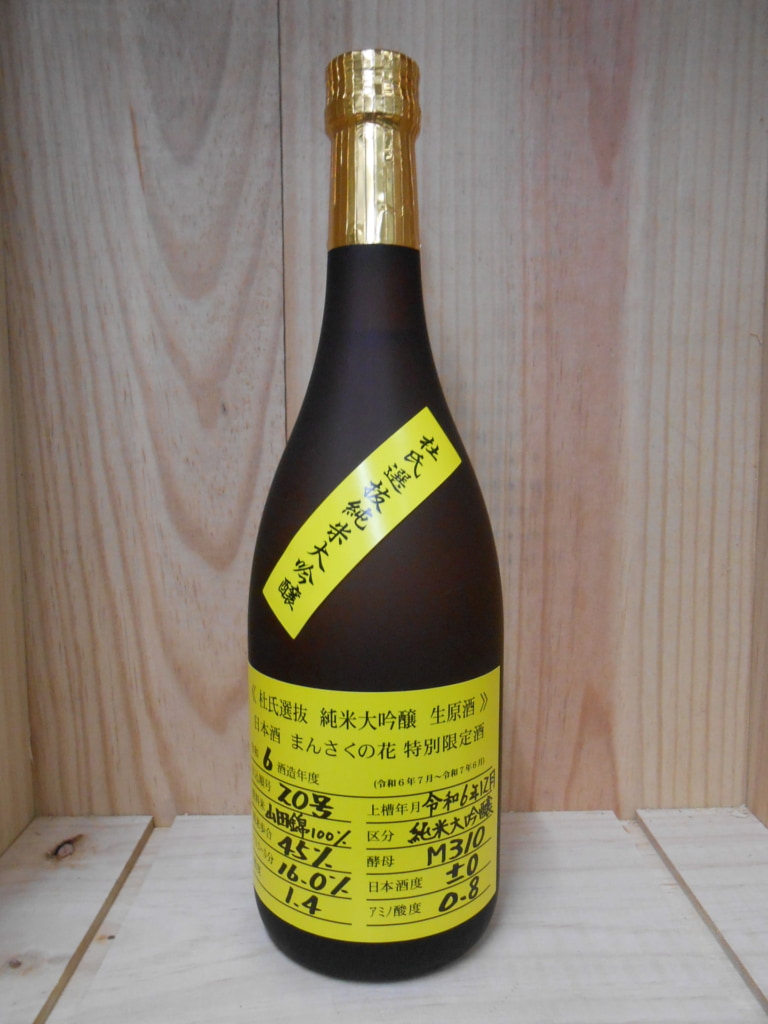 杜氏選抜純米大吟醸
《杜氏選抜 純米大吟醸 生原酒》
日本酒 まんさくの花 特別限定酒
6 酒造年度
(令和6年7月~令和7年6月)
号 20号
山田錦100%
歩合 45%
分 16.0%
度 1.4
上槽年月 令和6年12月
区分 純米大吟醸
酵母 M310
日本酒度 ±0
アミノ酸度 0.8